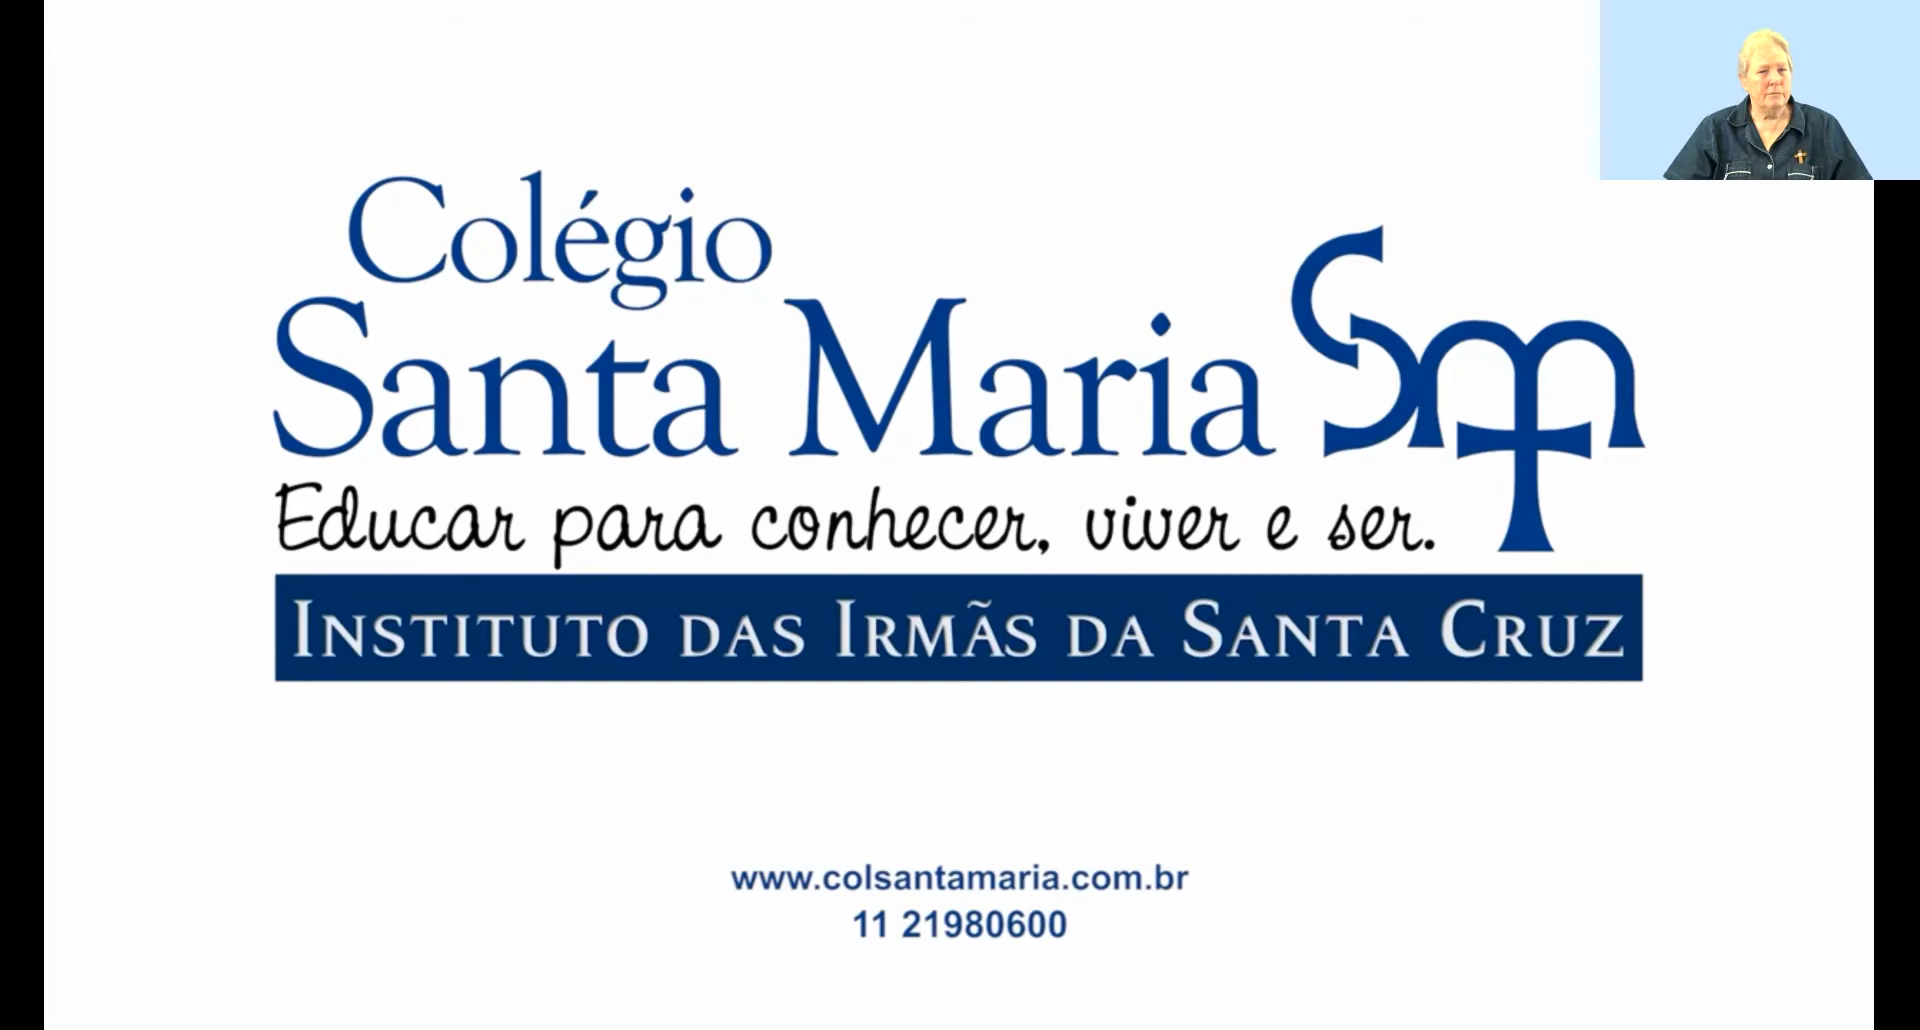 Colégio
Santa Maria
Educar para conhecer, viver e ser.
INSTITUTO DAS IRMÃS DA SANTA CRUZ
www.colsantamaria.com.br
11 21980600